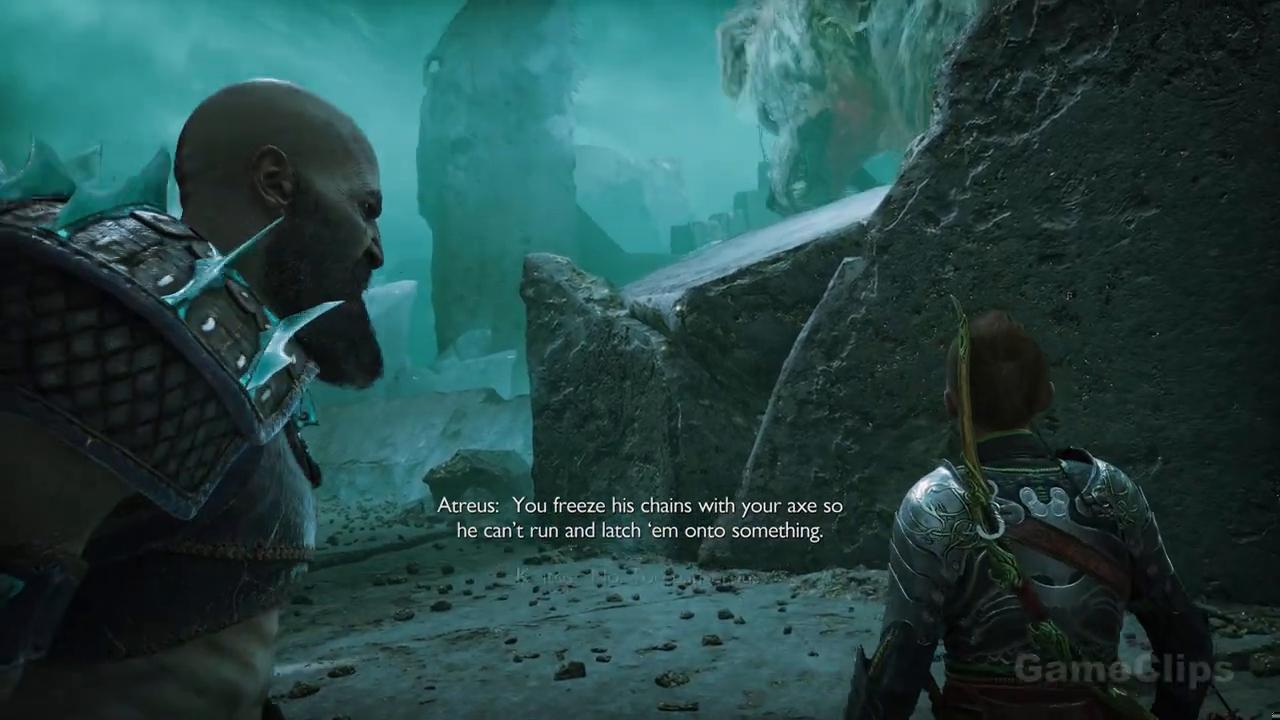 Atreus:  You freeze his chains with your axe so
he can't run and latch ‘em onto something.
GameClips